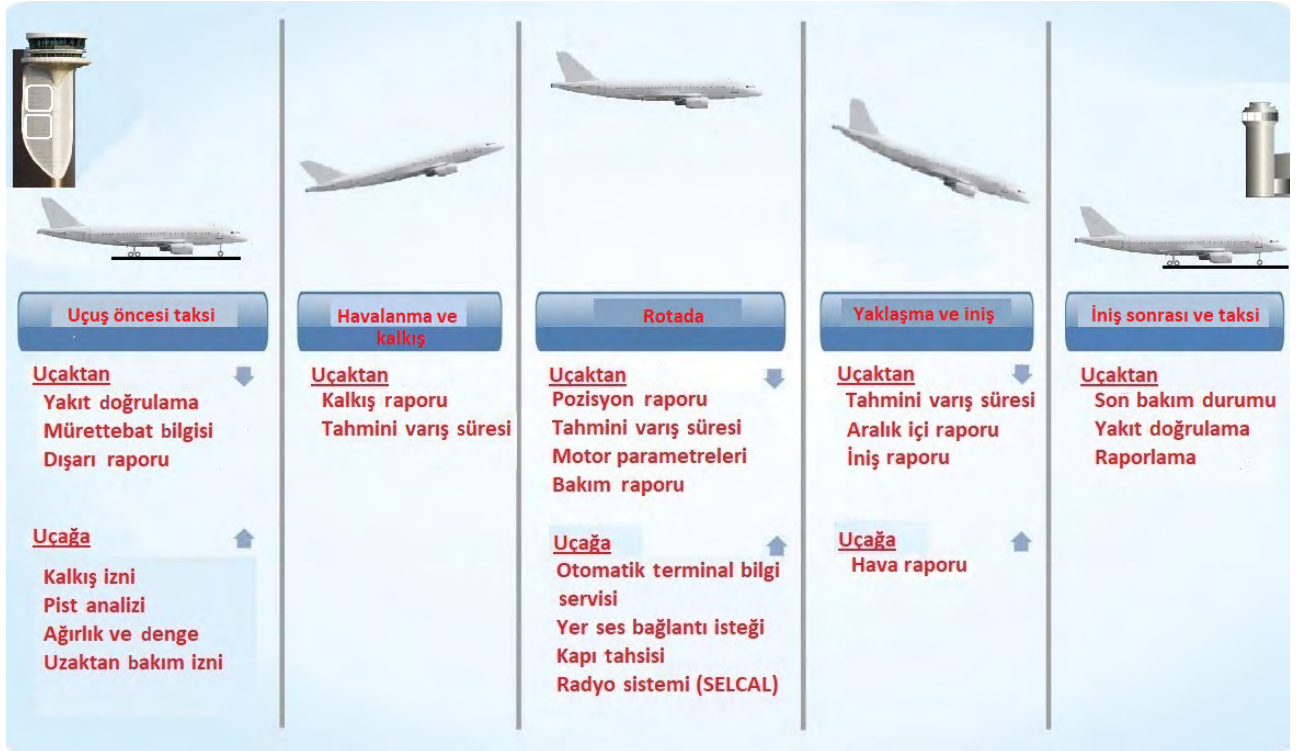 Uçuş öncesi taksi
Uçaktan
Yakıt doğrulama
Mürettebat bilgisi
Dışarı raporu
Uçağa
Kalkış izni
Pist analizi
Ağırlık ve denge
Uzaktan bakım izni
Havalanma ve
kalkış
Uçaktan
Kalkış raporu
Tahmini varış süresi
Rotada
Uçaktan
Pozisyon raporu
Tahmini varış süresi
Motor parametreleri
Bakım raporu
Uçağa
Otomatik terminal bilgi
servisi
Yer ses bağlantı isteği
Kapı tahsisi
Radyo sistemi (SELCAL)
Yaklaşma ve iniş
Uçaktan
Tahmini varış süresi
Aralık içi raporu
İniş raporu
Uçağa
Hava raporu
İniş sonrası ve taksi
Uçaktan
Son bakım durumu
Yakıt doğrulama
Raporlama